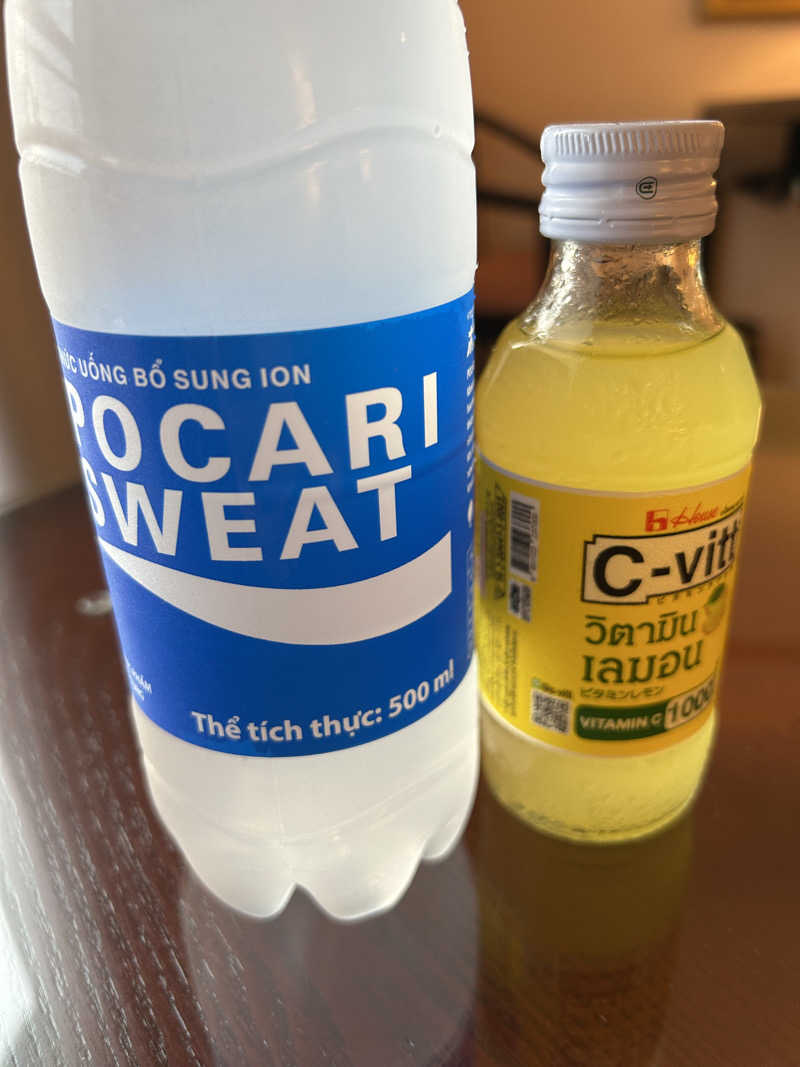 UỐNG BỔ SUNG ION
POCARI
SWEAT
Thể tích thực: 500 ml
House
C-vitt
วิตามิน
เลมอน
ビタミンレモン
VITAMIN C 1000